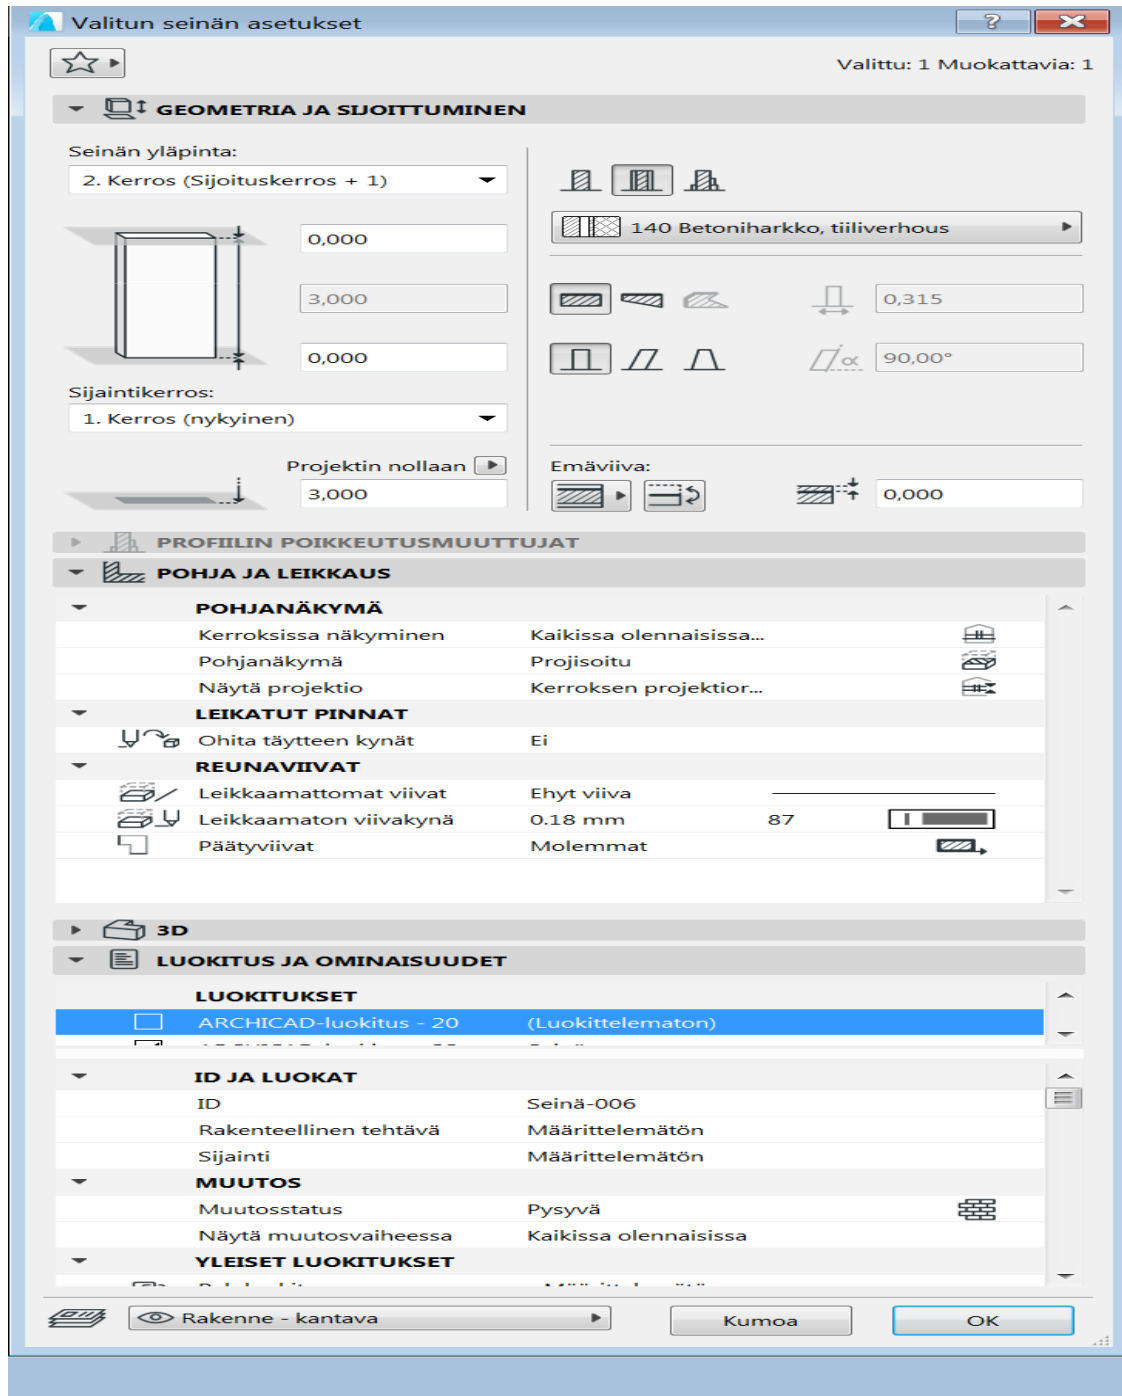 Valitun seinän asetukset
?
Valittu: 1 Muokattavia: 1
GEOMETRIA JA SIJOITTUMINEN
Seinän yläpinta:
2. Kerros (Sijoituskerros + 1)
140 Betoniharkko, tiiliverhous
0,000
3,000
0,315
0,000
α 90,00°
Sijaintikerros:
1. Kerros (nykyinen)
Projektin nollaan
Emäviiva:
3,000
0,000
PROFIILIN POIKKEUTUSMUUTTUJAT
POHJA JA LEIKKAUS
POHJANÄKYMÄ
Kerroksissa näkyminen Kaikissa olennaisissa...
Pohjanäkymä Projisoitu
Näytä projektio Kerroksen projektior...
LEIKATUT PINNAT
Ohita täytteen kynät Ei
REUNAVIIVAT
Leikkaamattomat viivat Ehyt viiva
Leikkaamaton viivakynä 0.18 mm 87
Päätyviivat Molemmat
3D
LUOKITUS JA OMINAISUUDET
LUOKITUKSET
ARCHICAD-luokitus - 20 (Luokittelematon)
ID JA LUOKAT
ID Seinä-006
Rakenteellinen tehtävä Määrittelemätön
Sijainti Määrittelemätön
MUUTOS
Muutosstatus Pysyvä
Näytä muutosvaiheessa Kaikissa olennaisissa
YLEISET LUOKITUKSET
Rakenne - kantava
Kumoa
OK